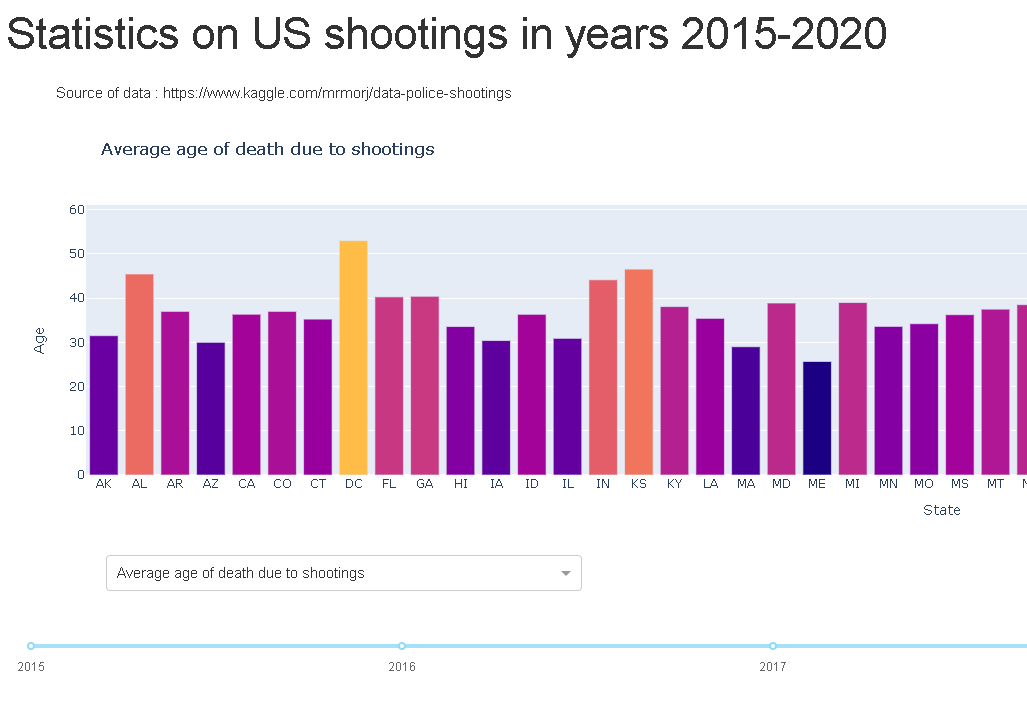 Statistics on US shootings in years 2015-2020
Source of data : https://www.kaggle.com/mrmorj/data-police-shootings
Average age of death due to shootings
60
50
40
30
20
10
0
Age
AK AL AR AZ CA CO CT DC FL GA HI IA ID IL IN KS KY LA MA MD ME MI MN MO MS MT
State
Average age of death due to shootings
2015 2016 2017